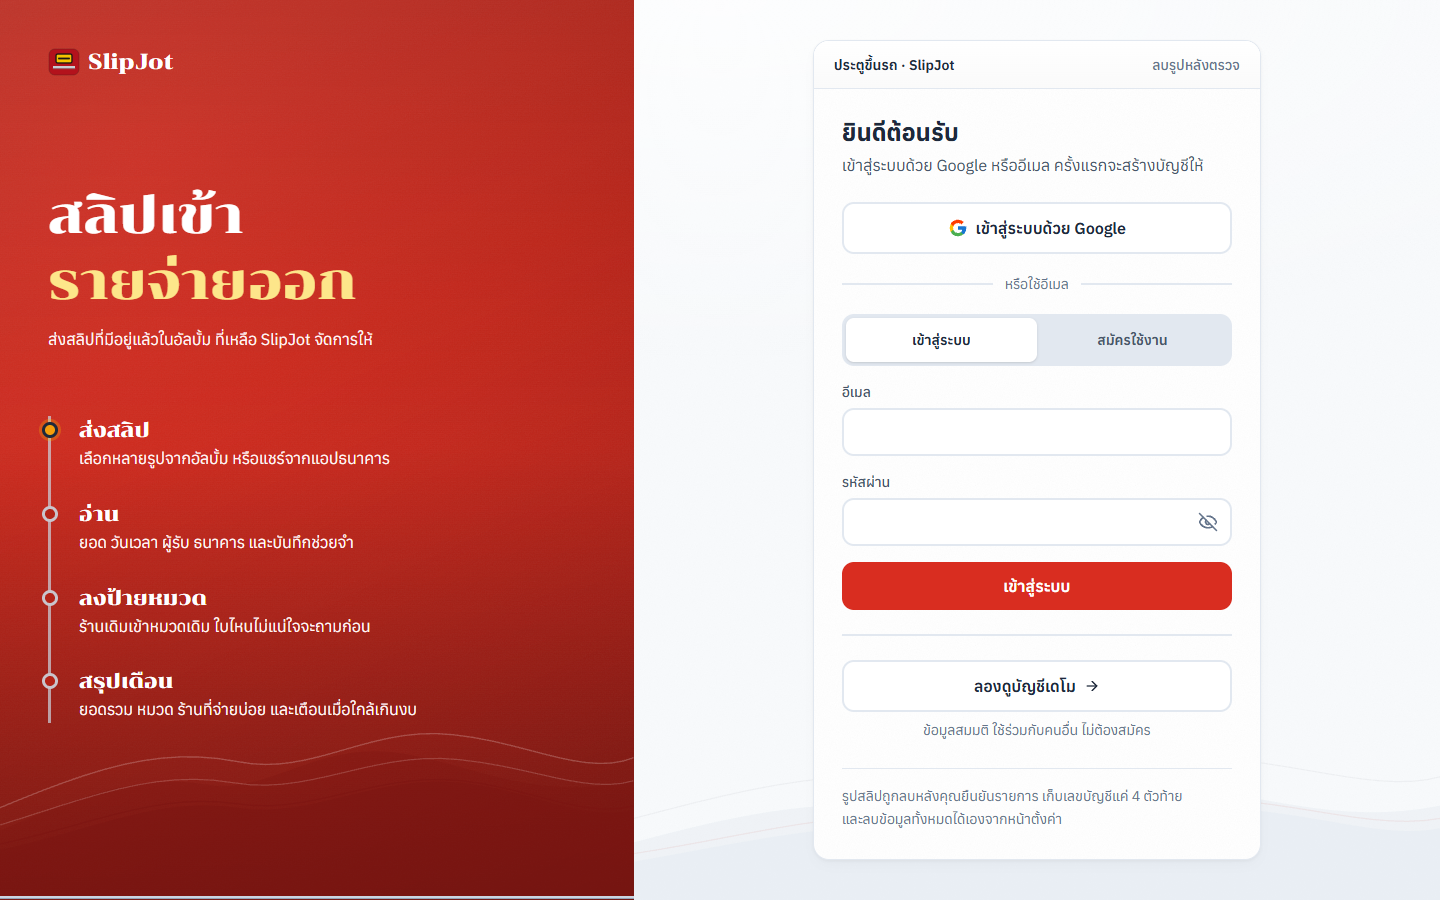 SlipJot
สลิปเข้า
รายจ่ายออก
ส่งสลิปที่มีอยู่แล้วในอัลบั้ม ที่เหลือ SlipJot จัดการให้
ส่งสลิป
เลือกหลายรูปจากอัลบั้ม หรือแชร์จากแอปธนาคาร
อ่าน
ยอด วันเวลา ผู้รับ ธนาคาร และบันทึกช่วยจำ
ลงป้ายหมวด
ร้านเดิมเข้าหมวดเดิม ใบไหนไม่แน่ใจจะถามก่อน
สรุปเดือน
ยอดรวม หมวด ร้านที่จ่ายบ่อย และเตือนเมื่อใกล้เกินงบ
ประตูขึ้นรถ · SlipJot
ลบรูปหลังตรวจ
ยินดีต้อนรับ
เข้าสู่ระบบด้วย Google หรืออีเมล ครั้งแรกจะสร้างบัญชีให้
เข้าสู่ระบบด้วย Google
หรือใช้อีเมล
เข้าสู่ระบบ
สมัครใช้งาน
อีเมล
รหัสผ่าน
เข้าสู่ระบบ
ลองดูบัญชีเดโม →
ข้อมูลสมมติ ใช้ร่วมกับคนอื่น ไม่ต้องสมัคร
รูปสลิปถูกลบหลังคุณยืนยันรายการ เก็บเลขบัญชีแค่ 4 ตัวท้าย
และลบข้อมูลทั้งหมดได้เองจากหน้าตั้งค่า